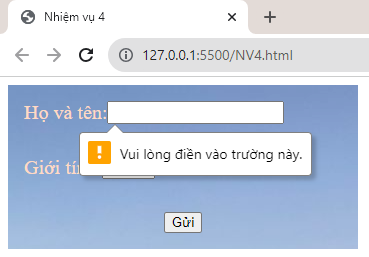 Nhiệm vụ 4
127.0.0.1:5500/NV4.html
Họ và tên:
Vui lòng điền vào trường này.
Giới tí
Gửi